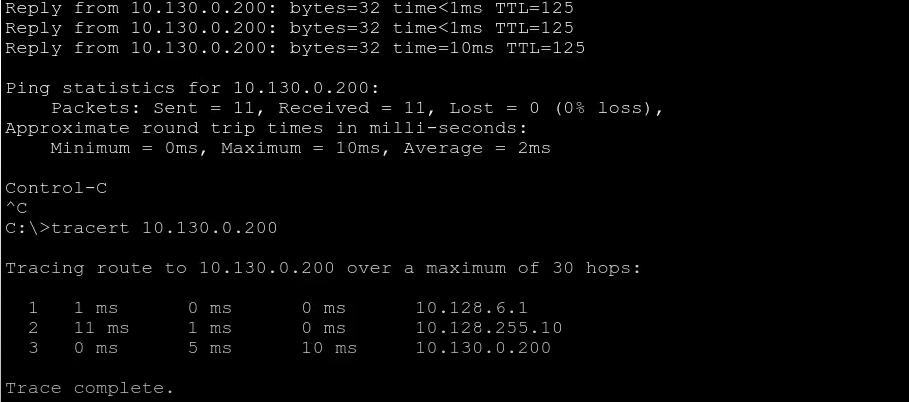 Reply from 10.130.0.200: bytes=32 time<1ms TTL=125
Reply from 10.130.0.200: bytes=32 time<1ms TTL=125
Reply from 10.130.0.200: bytes=32 time=10ms TTL=125

Ping statistics for 10.130.0.200:
    Packets: Sent = 11, Received = 11, Lost = 0 (0% loss),
Approximate round trip times in milli-seconds:
    Minimum = 0ms, Maximum = 10ms, Average = 2ms

Control-C
^C
C:\>tracert 10.130.0.200

Tracing route to 10.130.0.200 over a maximum of 30 hops:

  1   1 ms      0 ms      0 ms      10.128.6.1
  2   11 ms     1 ms      0 ms      10.128.255.10
  3   0 ms      5 ms      10 ms     10.130.0.200

Trace complete.